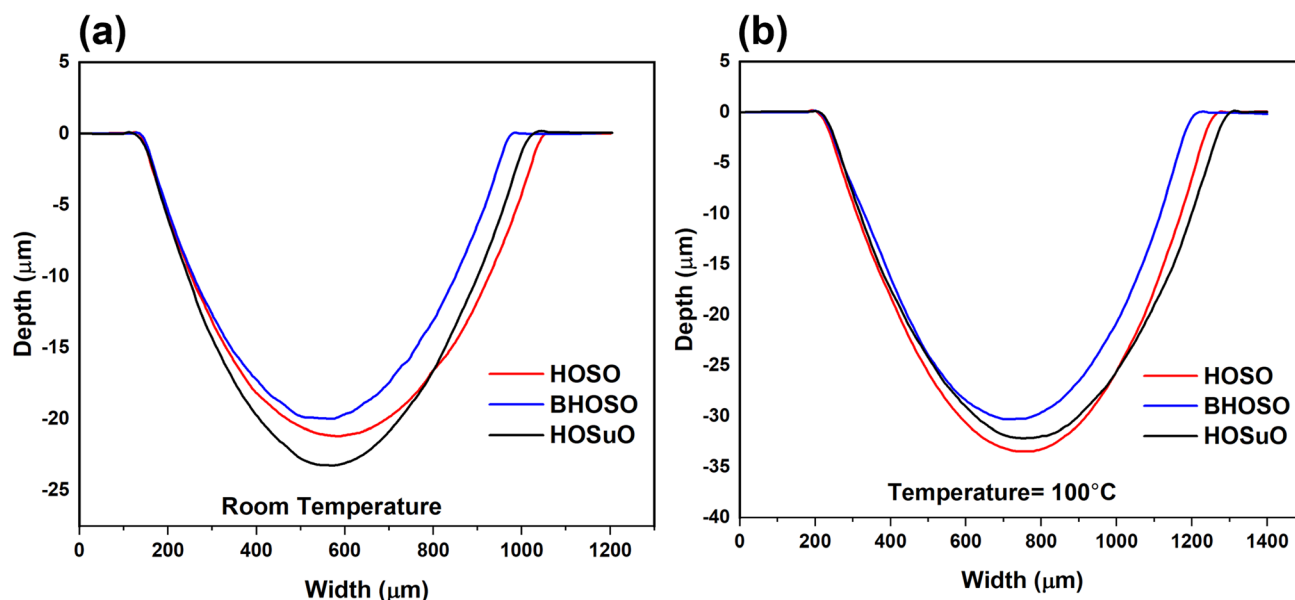 (a)
5
0
-5
-10
-15
-20
-25
Depth (μm)
HOSO
BHOSO
HOSuO
Room Temperature
0 200 400 600 800 1000 1200
Width (μm)
(b)
5
0
-5
-10
-15
-20
-25
-30
-35
-40
Depth (μm)
HOSO
BHOSO
HOSuO
Temperature= 100°C
0 200 400 600 800 1000 1200 1400
Width (μm)